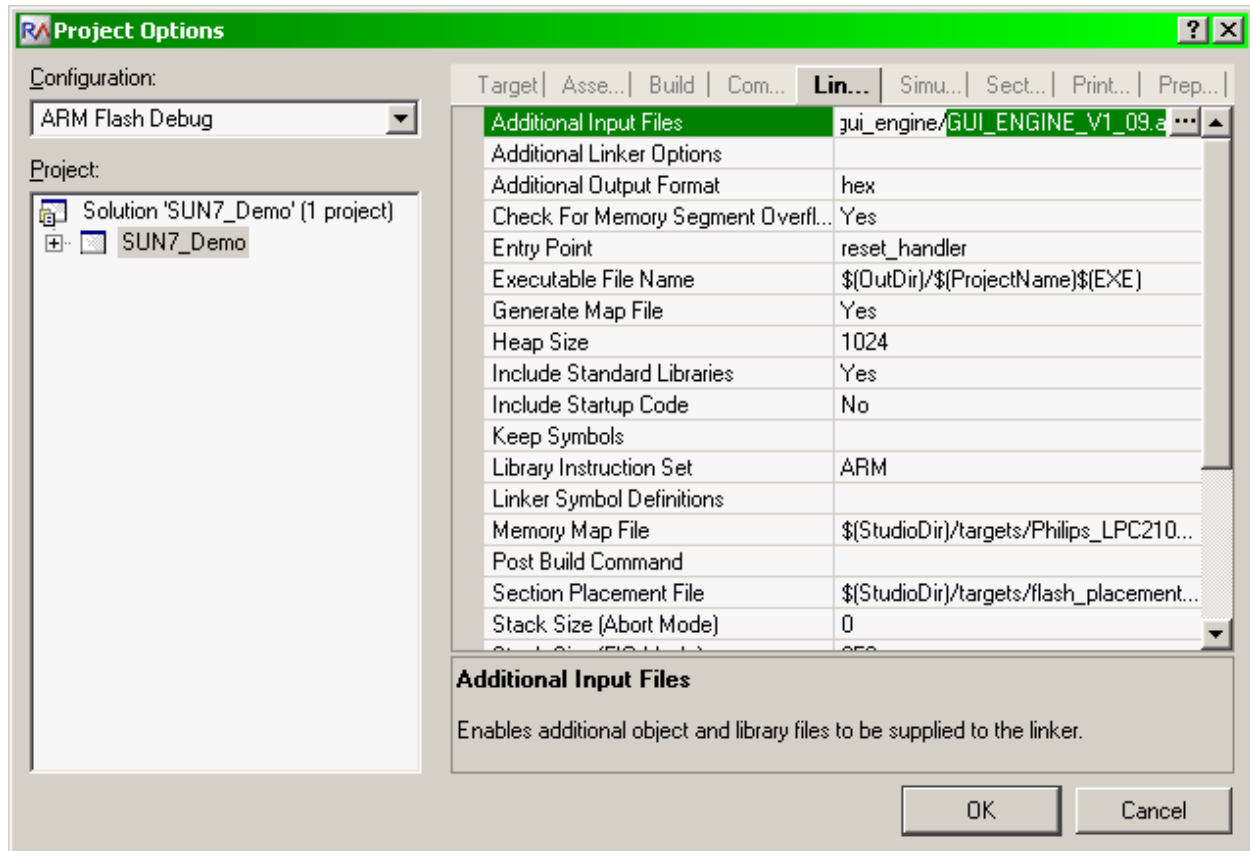 RA Project Options
Configuration:
ARM Flash Debug
Project:
Solution 'SUN7_Demo' (1 project)
SUN7_Demo
Target Asse... Build Com... Lin... Simu... Sect... Print... Prep...
Additional Input Files gui_engine/GUI_ENGINE_V1_09.a ...
Additional Linker Options
Additional Output Format hex
Check For Memory Segment Overfl... Yes
Entry Point reset_handler
Executable File Name $(OutDir)/$(ProjectName)$(EXE)
Generate Map File Yes
Heap Size 1024
Include Standard Libraries Yes
Include Startup Code No
Keep Symbols
Library Instruction Set ARM
Linker Symbol Definitions
Memory Map File $(StudioDir)/targets/Philips_LPC210...
Post Build Command
Section Placement File $(StudioDir)/targets/flash_placement...
Stack Size (Abort Mode) 0
Additional Input Files
Enables additional object and library files to be supplied to the linker.
OK Cancel